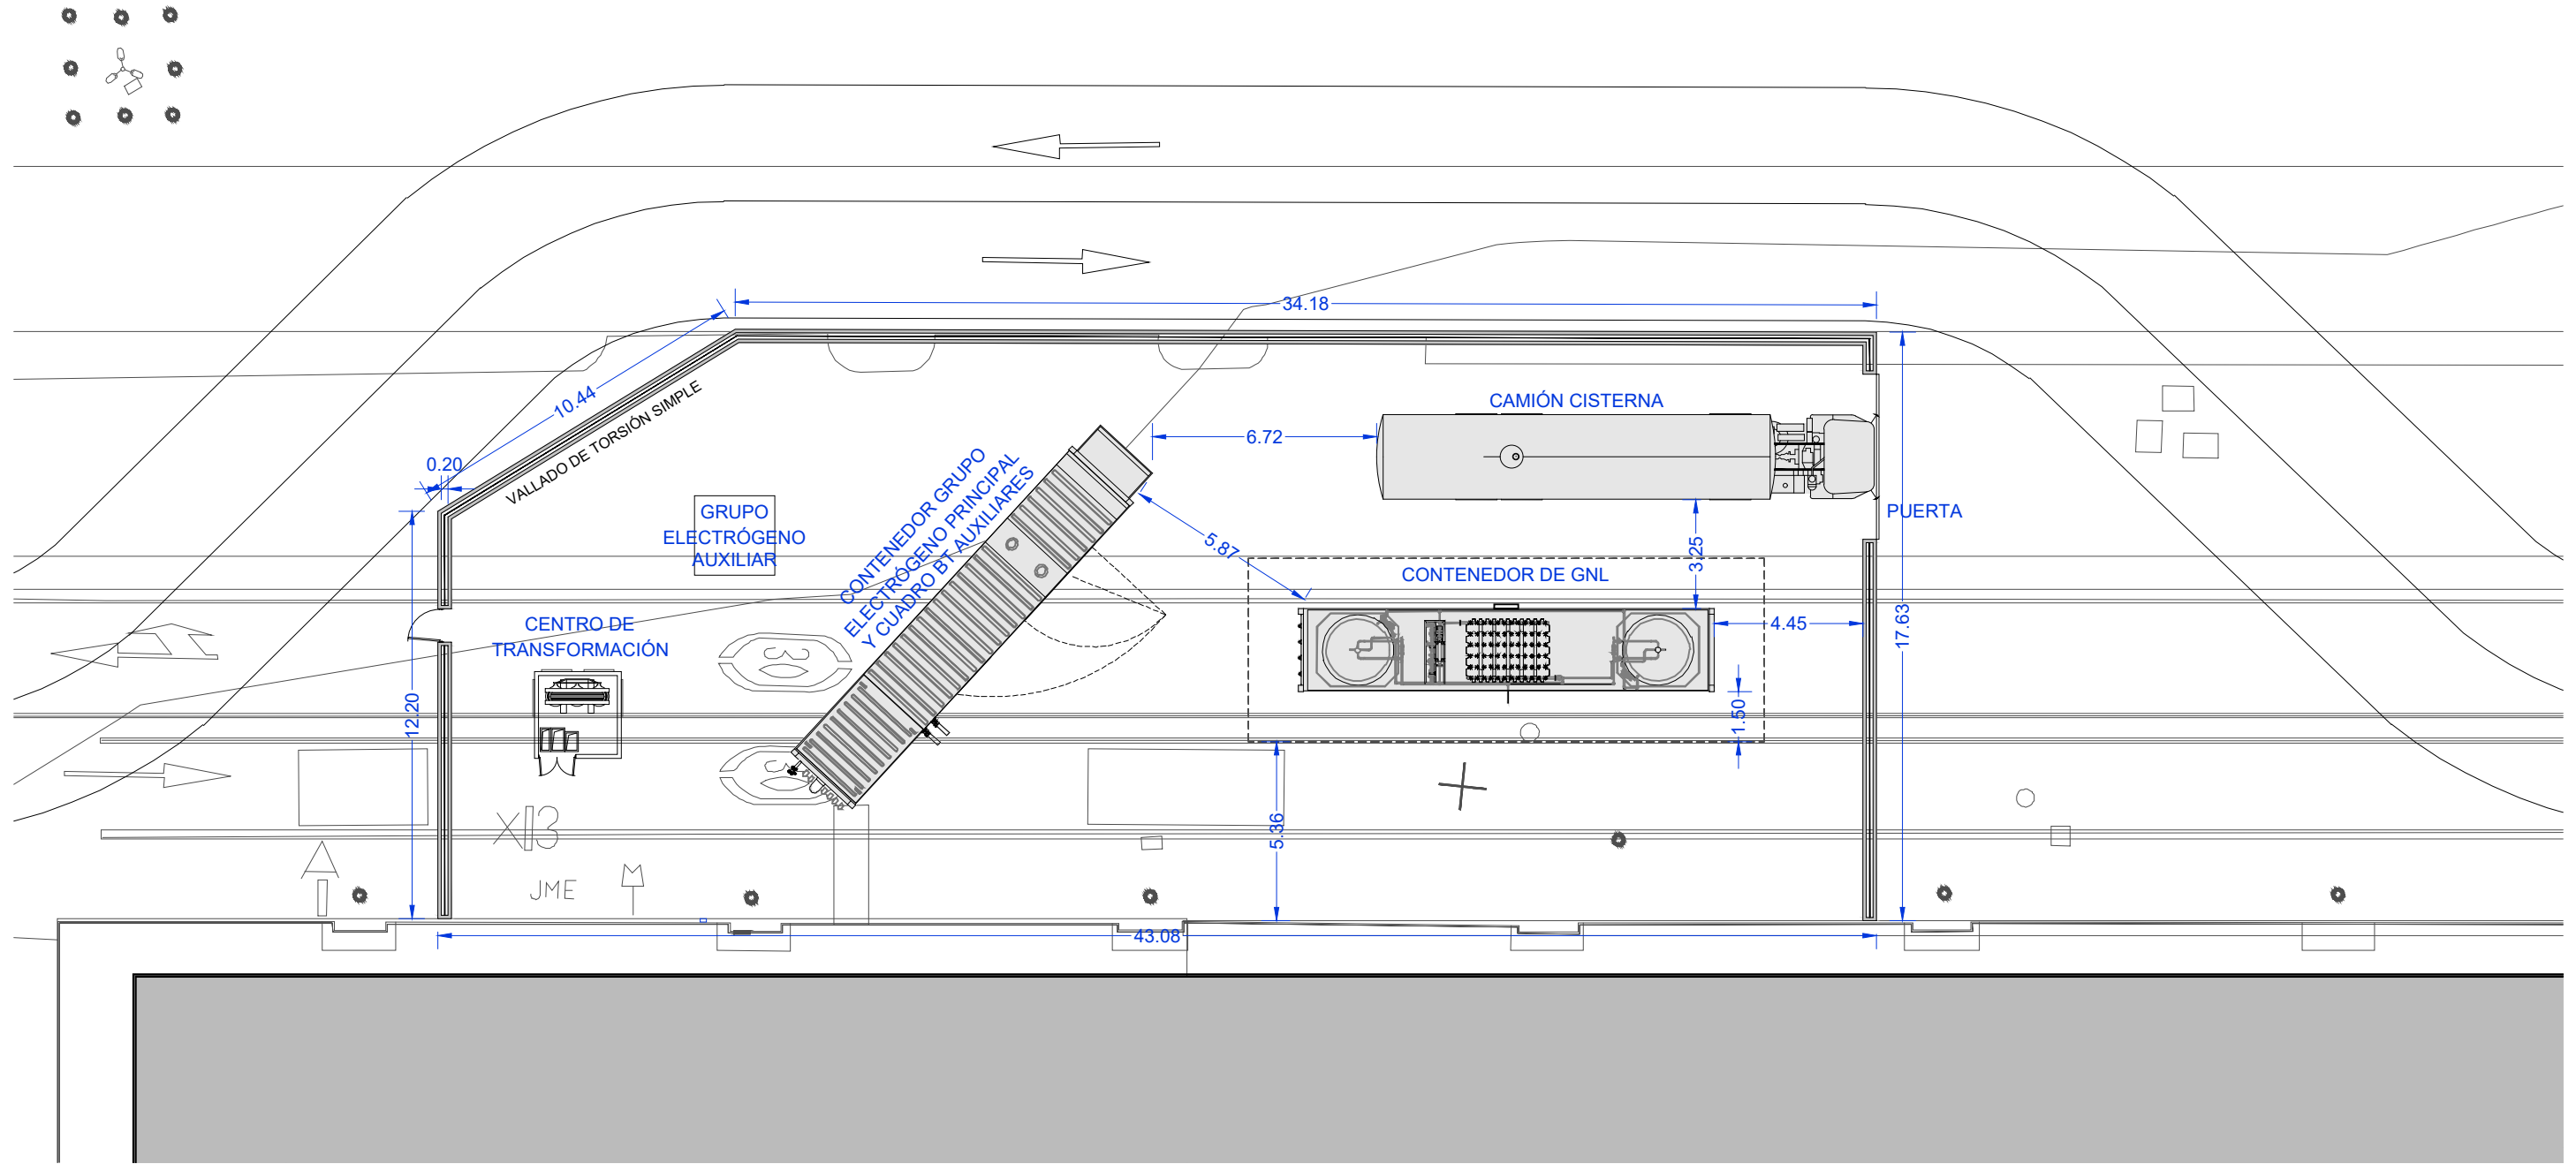 34.18
10.44
VALLADO DE TORSIÓN SIMPLE
0.20
CAMIÓN CISTERNA
6.72
PUERTA
GRUPO
ELECTRÓGENO
AUXILIAR
CONTENEDOR GRUPO
ELECTRÓGENO PRINCIPAL
Y CUADRO BT AUXILIARES
5.87
3.25
CONTENEDOR DE GNL
4.45
17.63
CENTRO DE
TRANSFORMACIÓN
12.20
1.50
5.36
X113
JME
43.08